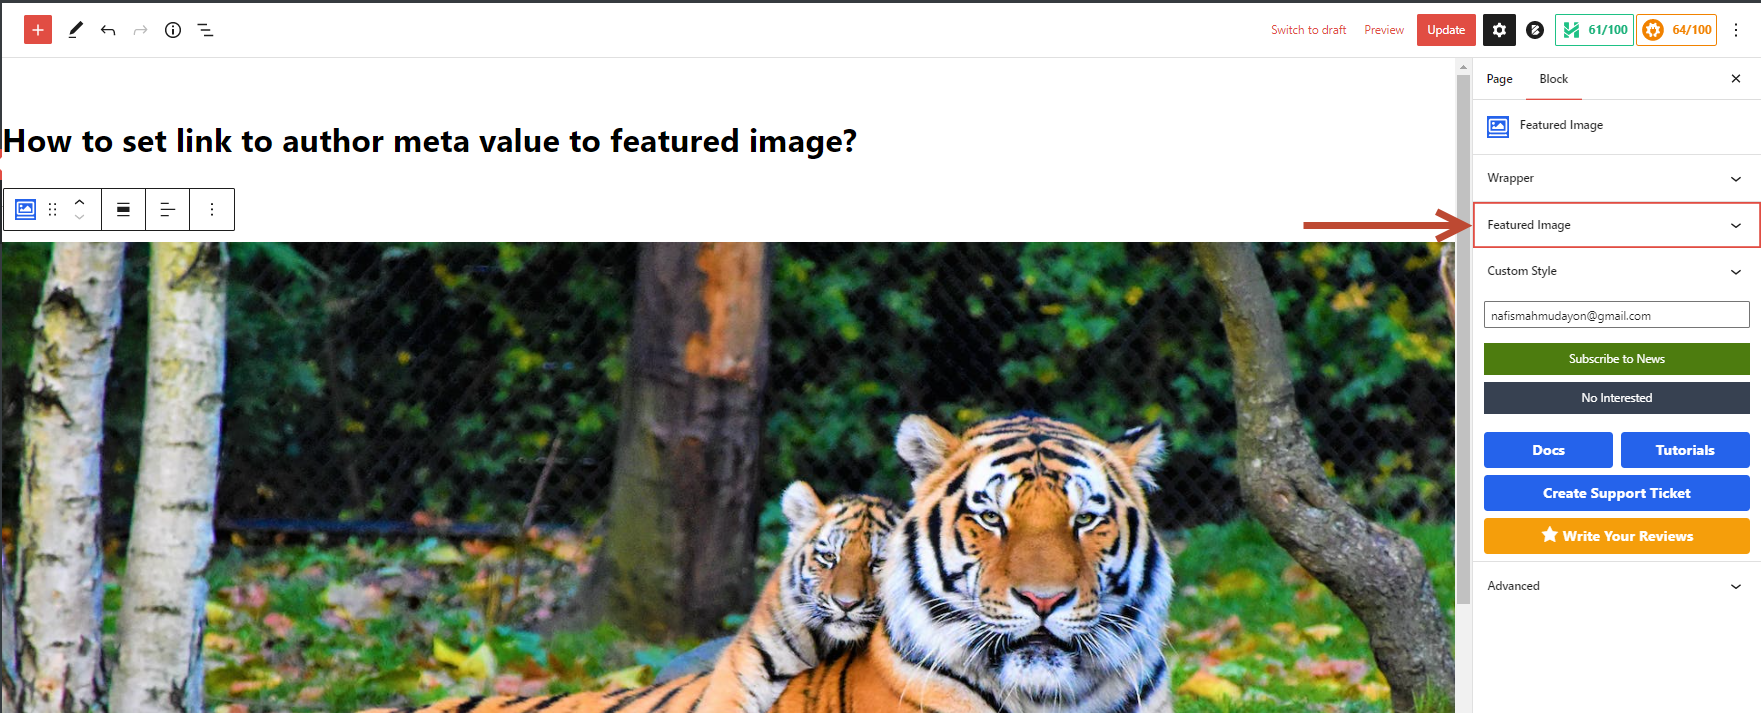 Switch to draft Preview Update 61/100 64/100
Page Block
Featured Image
How to set link to author meta value to featured image?
Wrapper
Featured Image
Custom Style
nafismahmudayon@gmail.com
Subscribe to News
No Interested
Docs Tutorials
Create Support Ticket
Write Your Reviews
Advanced